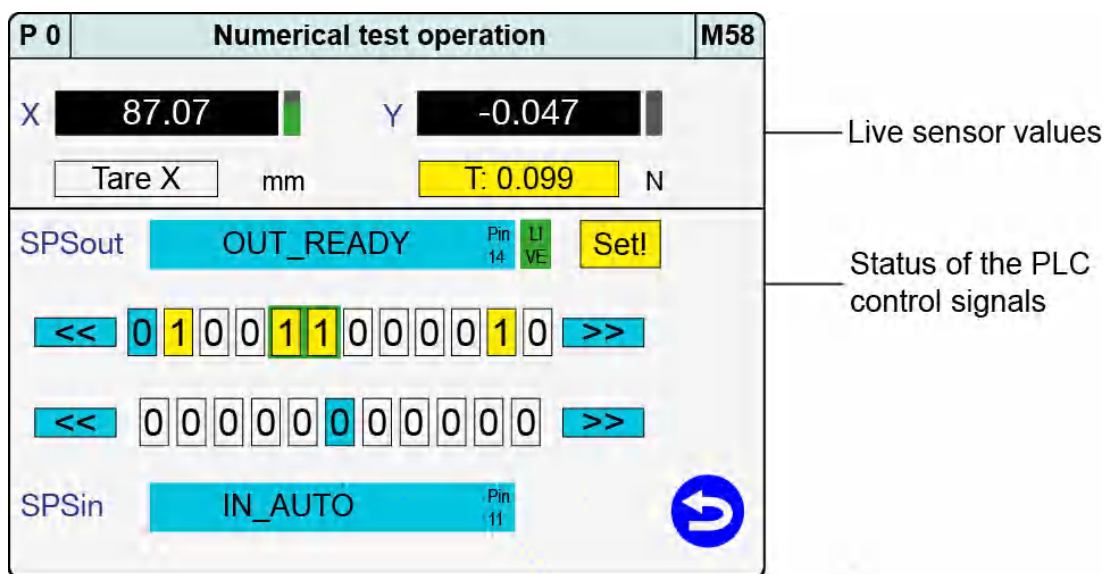 P 0 Numerical test operation M58
X 87.07 Y -0.047
Live sensor values
Tare X mm T: 0.099 N
SPSout OUT_READY Pin 14 LI VE Set!
Status of the PLC
control signals
<< 0 1 0 0 1 1 0 0 0 0 1 0 >>
<< 0 0 0 0 0 0 0 0 0 0 0 >>
SPSin IN_AUTO Pin 11